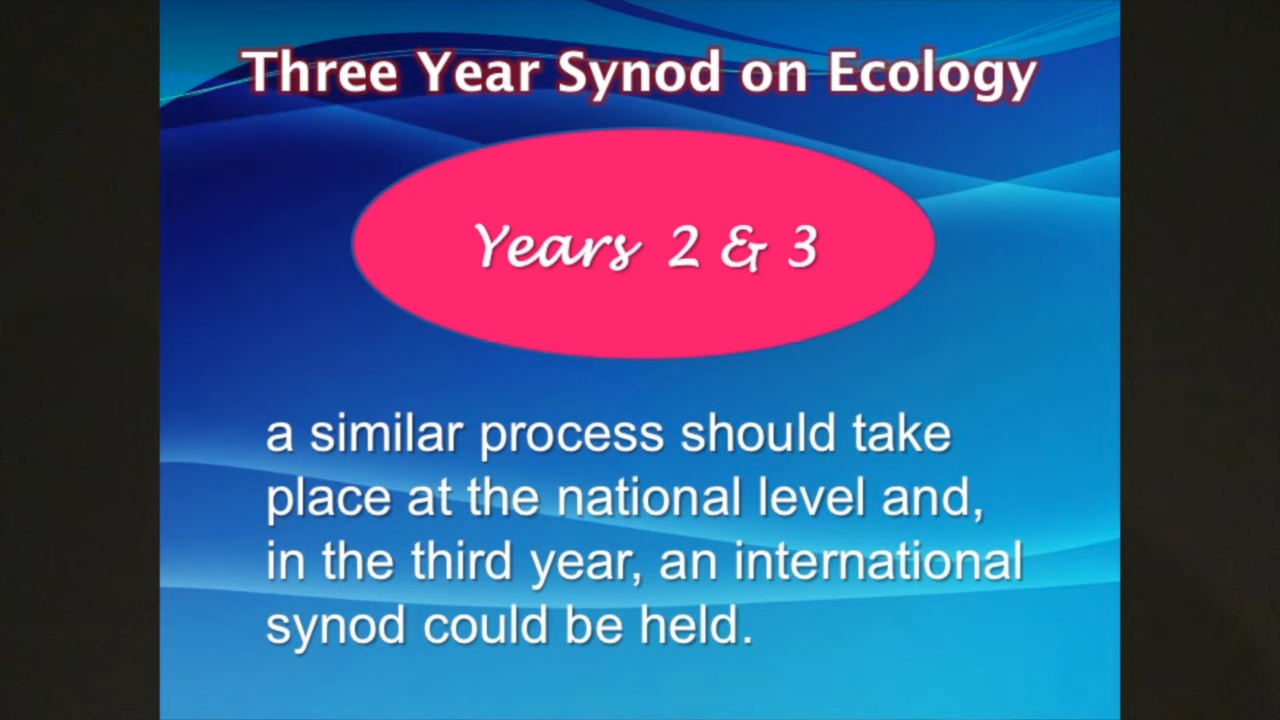 Three Year Synod on Ecology
Years 2 & 3
a similar process should take
place at the national level and,
in the third year, an international
synod could be held.